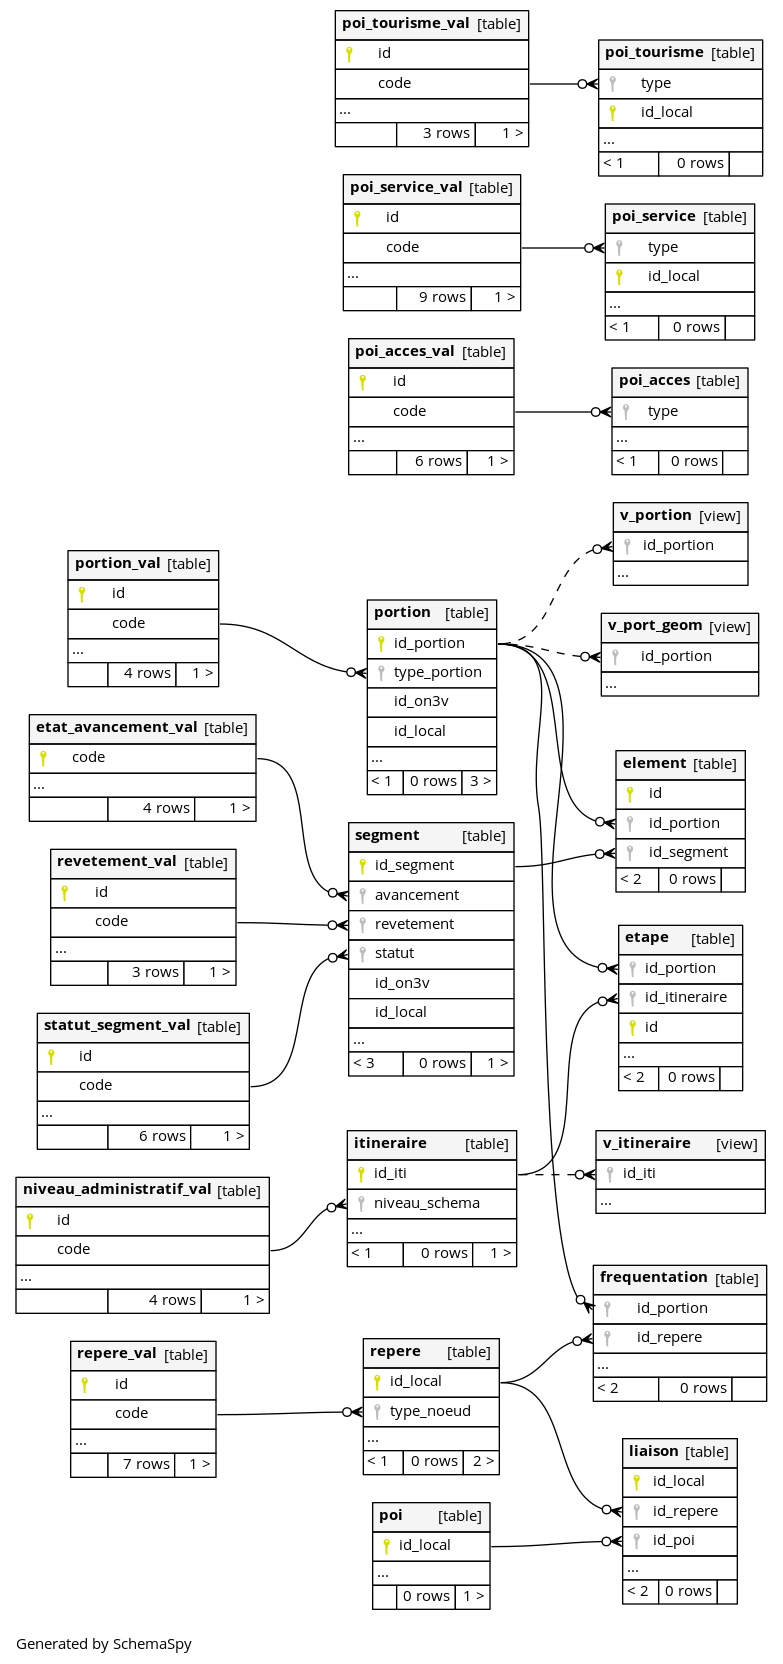 poi_tourisme_val [table]
id
code
...
3 rows 1 >
poi_tourisme [table]
type
id_local
...
< 1 0 rows
poi_service_val [table]
id
code
...
9 rows 1 >
poi_service [table]
type
id_local
...
< 1 0 rows
poi_acces_val [table]
id
code
...
6 rows 1 >
poi_acces [table]
type
...
< 1 0 rows
v_portion [view]
id_portion
...
portion_val [table]
id
code
...
4 rows 1 >
portion [table]
id_portion
type_portion
id_on3v
id_local
...
< 1 0 rows 3 >
v_port_geom [view]
id_portion
...
etat_avancement_val [table]
code
...
4 rows 1 >
element [table]
id
id_portion
id_segment
< 2 0 rows
revetement_val [table]
id
code
...
3 rows 1 >
segment [table]
id_segment
avancement
revetement
statut
id_on3v
id_local
...
< 3 0 rows 1 >
etape [table]
id_portion
id_itineraire
id
...
< 2 0 rows
statut_segment_val [table]
id
code
...
6 rows 1 >
itineraire [table]
id_iti
niveau_schema
...
< 1 0 rows 1 >
v_itineraire [view]
id_iti
...
niveau_administratif_val [table]
id
code
...
4 rows 1 >
frequentation [table]
id_portion
id_repere
...
< 2 0 rows
repere_val [table]
id
code
...
7 rows 1 >
repere [table]
id_local
type_noeud
...
< 1 0 rows 2 >
liaison [table]
id_local
id_repere
id_poi
...
< 2 0 rows
poi [table]
id_local
...
0 rows 1 >
Generated by SchemaSpy